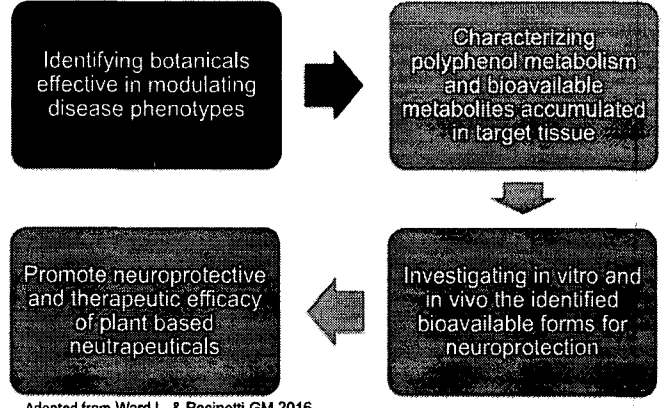 Identifying botanicals
effective in modulating
disease phenotypes
Characterizing
polyphenol metabolism
and bioavailable
metabolites accumulated
in target tissue
Investigating in vitro and
in vivo the identified
bioavailable forms for
neuroprotection
Promote neuroprotective
and therapeutic efficacy
of plant based
neutrapeuticals
Adapted from Ward L. & Pasinetti GM 2016